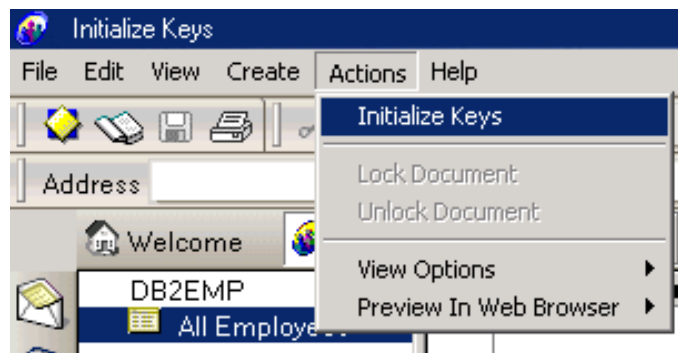 Initialize Keys
File Edit View Create Actions Help
Initialize Keys
Address
Lock Document
Unlock Document
Welcome
View Options
DB2EMP
Preview In Web Browser
All